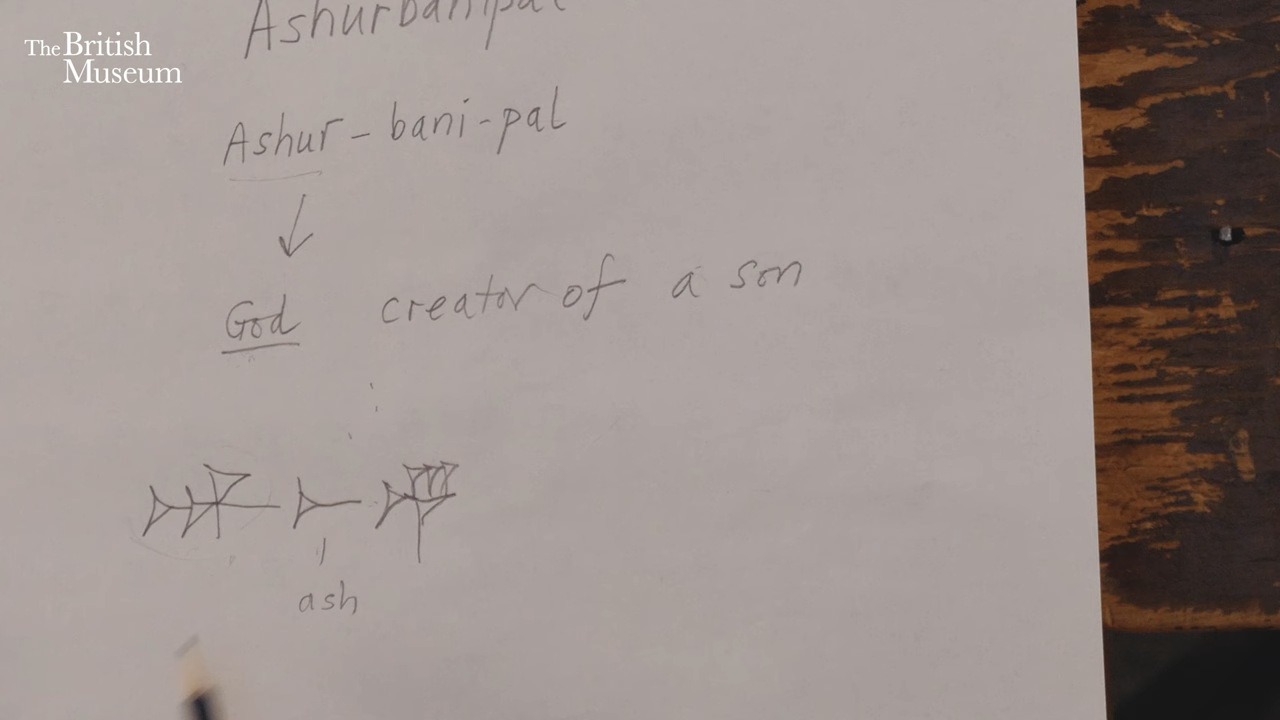 The British
Museum
Ashurbanipal
Ashur - bani - pal
God creator of a son
𒀭 𒀸 𒋩
ash